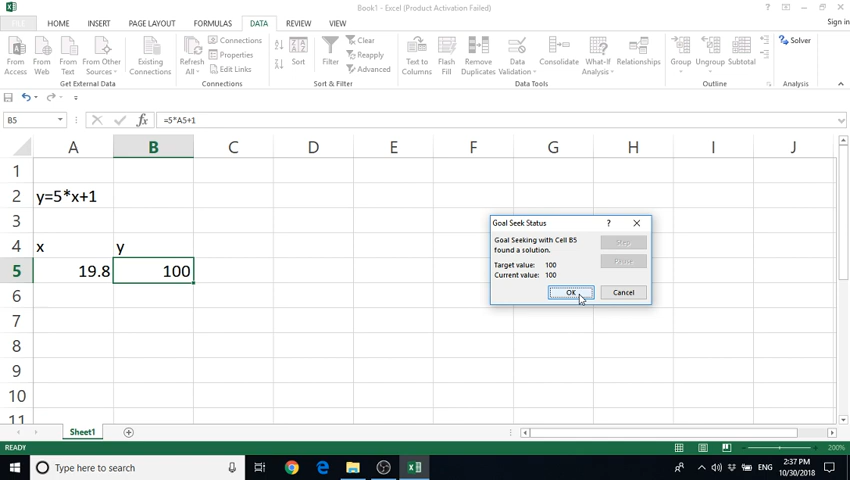 Book1 - Excel (Product Activation Failed)
Sign in
FILE HOME INSERT PAGE LAYOUT FORMULAS DATA REVIEW VIEW
From Access
From Web
From Text
From Other Sources
Existing Connections
Refresh All
Connections
Properties
Edit Links
Sort
Filter
Clear
Reapply
Advanced
Text to Columns
Flash Fill
Remove Duplicates
Data Validation
Consolidate
What-If Analysis
Relationships
Group
Ungroup
Subtotal
Solver
Get External Data
Connections
Sort & Filter
Data Tools
Outline
Analysis
B5
fx
=5*A5+1
A B C D E F G H I J
1
2 y=5*x+1
3
4 x y
5 19.8 100
6
7
8
9
10
11
Goal Seek Status ?
Goal Seeking with Cell B5
found a solution.
Target value: 100
Current value: 100
Step
Pause
OK
Cancel
Sheet1
READY
200%
Type here to search
ENG
2:37 PM
10/30/2018